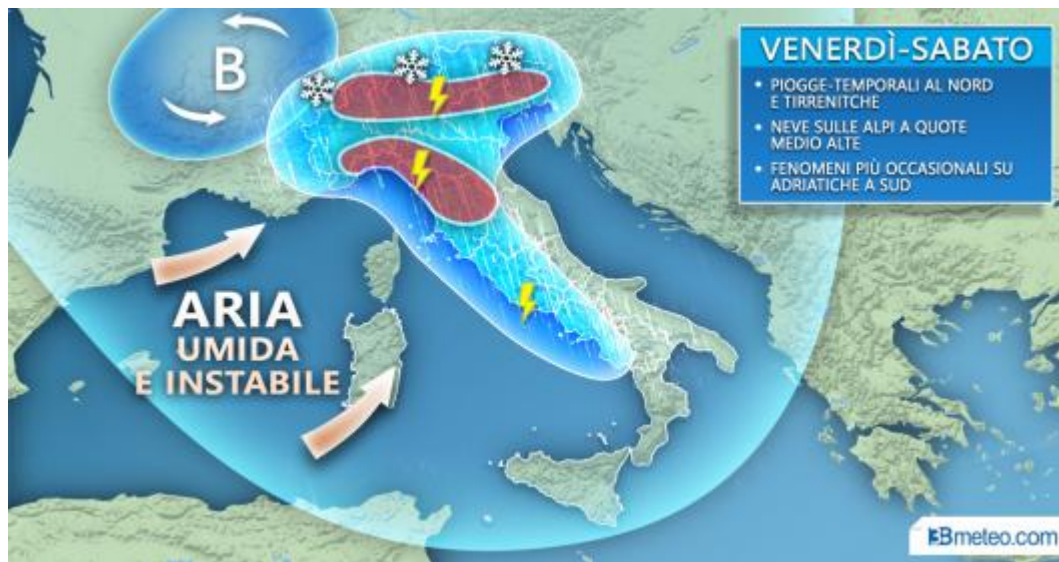 B
VENERDÌ-SABATO
• PIOGGE-TEMPORALI AL NORD
E TIRRENITCHE
• NEVE SULLE ALPI A QUOTE
MEDIO ALTE
• FENOMENI PIÙ OCCASIONALI SU
ADRIATICHE A SUD
ARIA
UMIDA
E INSTABILE
3Bmeteo.com